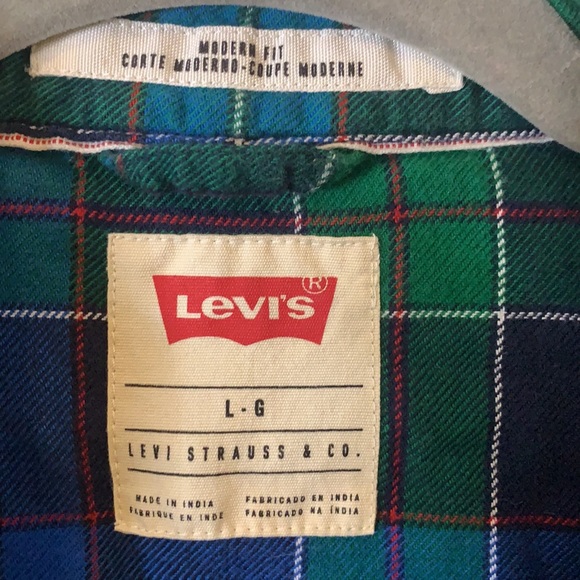 MODERN FIT
CORTE MODERNO-COUPE MODERNE
LEVI'S®
L-G
LEVI STRAUSS & CO.
MADE IN INDIA FABRICADO EN INDIA
FABRIQUE EN INDE FABRICADO NA ÍNDIA